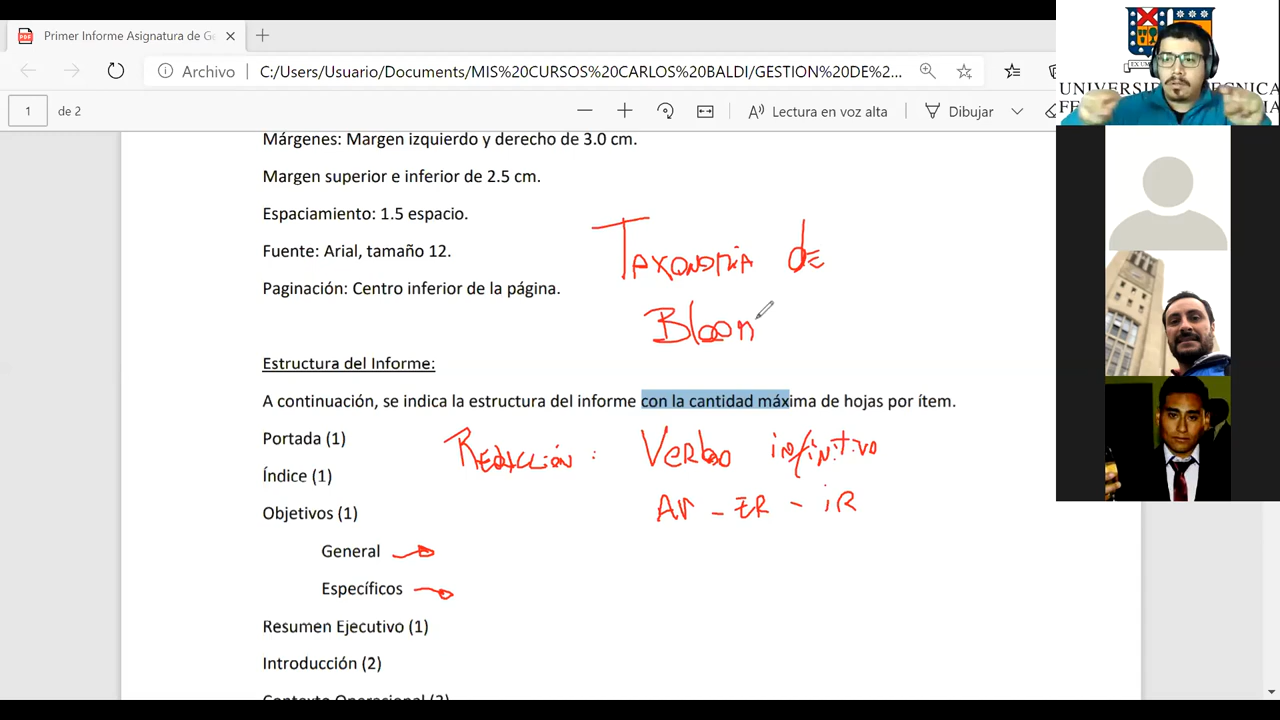 Primer Informe Asignatura de Ge
Archivo
C:/Users/Usuario/Documents/MIS%20CURSOS%20CARLOS%20BALDI/GESTION%20DE%...
1
de 2
Lectura en voz alta
Dibujar
Márgenes: Margen izquierdo y derecho de 3.0 cm.
Margen superior e inferior de 2.5 cm.
Espaciamiento: 1.5 espacio.
Fuente: Arial, tamaño 12.
Paginación: Centro inferior de la página.
TAXONOMIA de
Bloom
Estructura del Informe:
A continuación, se indica la estructura del informe con la cantidad máxima de hojas por ítem.
Portada (1)
Redacción: Verbo infinitivo
Índice (1)
AR - ER - iR
Objetivos (1)
General
Específicos
Resumen Ejecutivo (1)
Introducción (2)
Contexto Operacional (2)